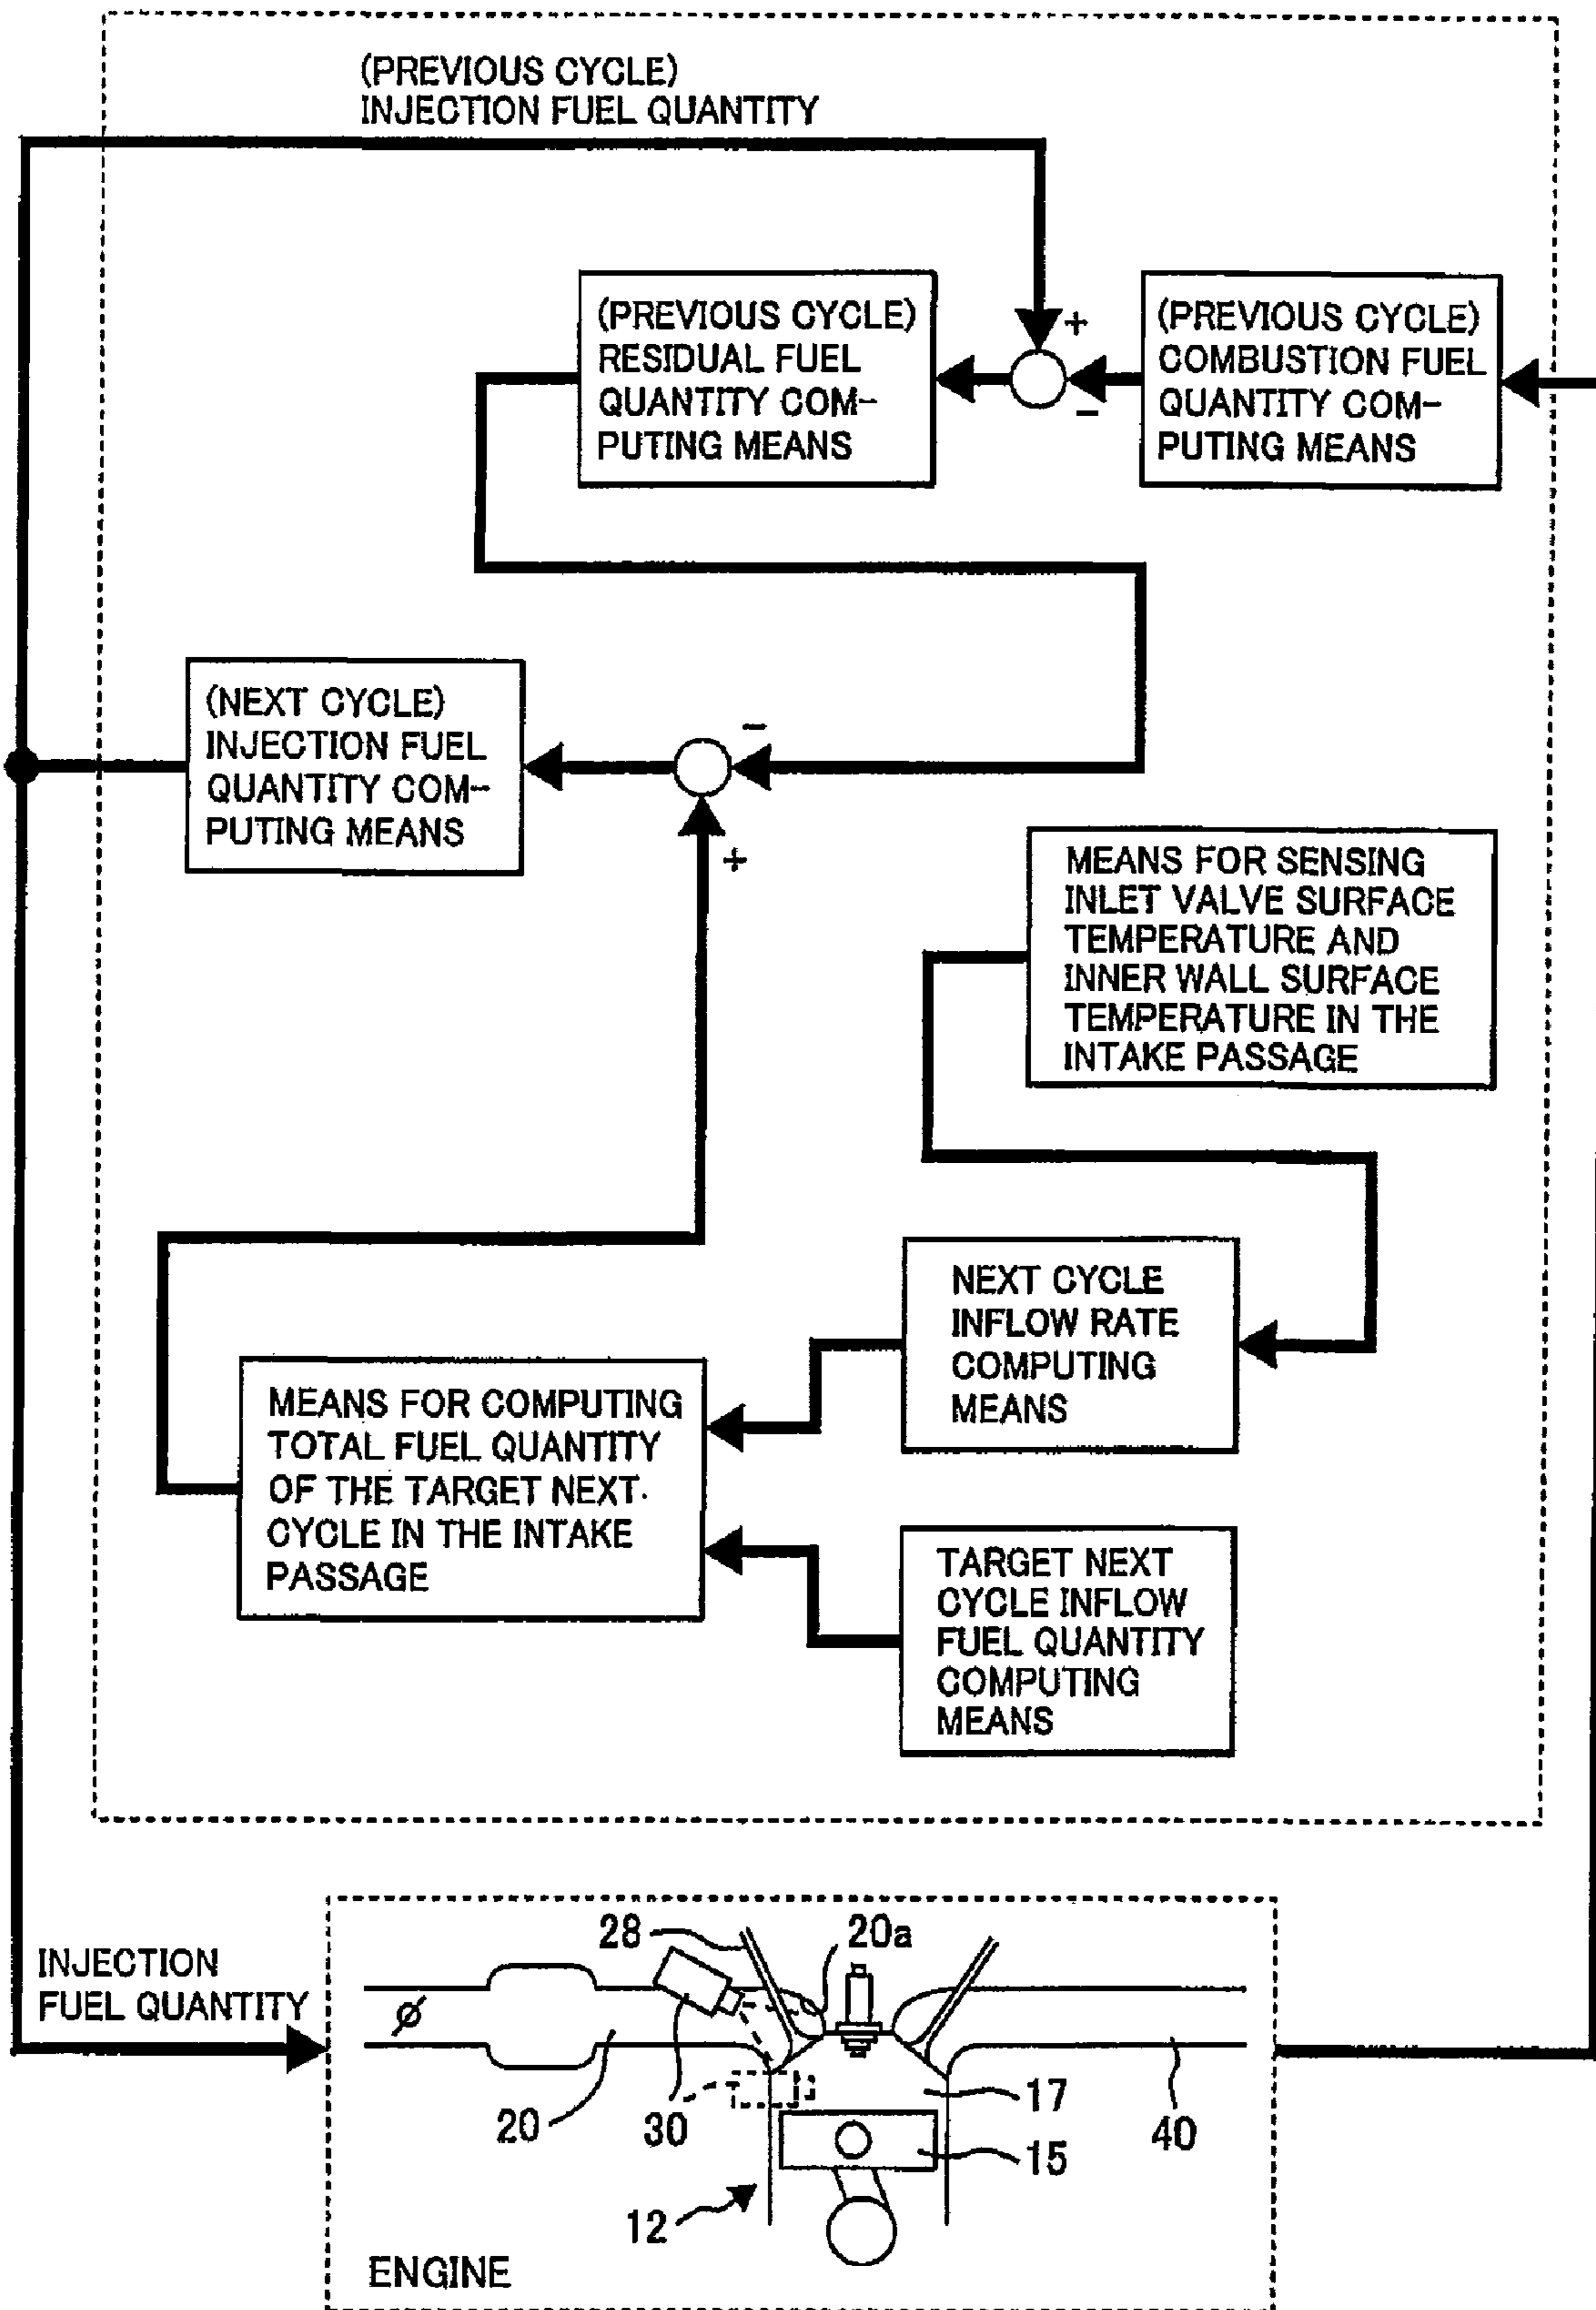 (PREVIOUS CYCLE)
INJECTION FUEL QUANTITY
(PREVIOUS CYCLE)
RESIDUAL FUEL
QUANTITY COM-
PUTING MEANS
+
-
(PREVIOUS CYCLE)
COMBUSTION FUEL
QUANTITY COM-
PUTING MEANS
(NEXT CYCLE)
INJECTION FUEL
QUANTITY COM-
PUTING MEANS
-
+
MEANS FOR SENSING
INLET VALVE SURFACE
TEMPERATURE AND
INNER WALL SURFACE
TEMPERATURE IN THE
INTAKE PASSAGE
NEXT CYCLE
INFLOW RATE
COMPUTING
MEANS
MEANS FOR COMPUTING
TOTAL FUEL QUANTITY
OF THE TARGET NEXT
CYCLE IN THE INTAKE
PASSAGE
TARGET NEXT
CYCLE INFLOW
FUEL QUANTITY
COMPUTING
MEANS
INJECTION
FUEL QUANTITY
28
20a
20
30
17
40
15
12
ENGINE